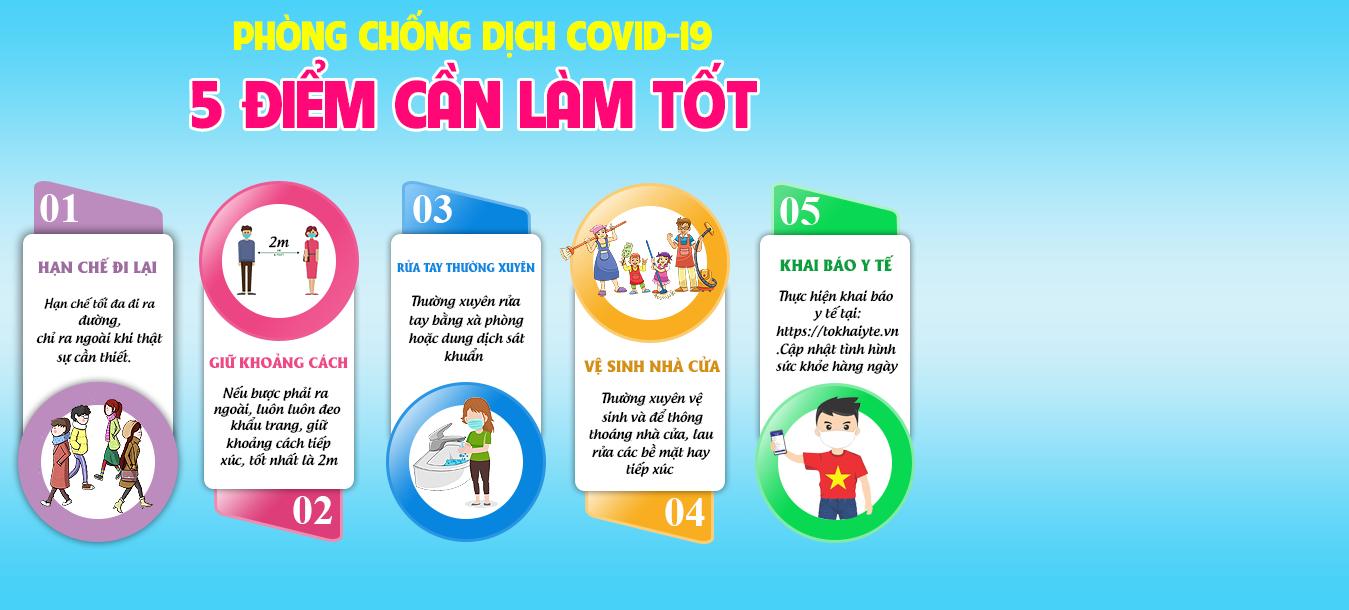 PHÒNG CHỐNG DỊCH COVID-19
5 ĐIỂM CẦN LÀM TỐT
01
HẠN CHẾ ĐI LẠI
Hạn chế tối đa đi ra
đường,
chỉ ra ngoài khi thật
sự cần thiết.
2m
GIỮ KHOẢNG CÁCH
Nếu bược phải ra
ngoài, luôn luôn đeo
khẩu trang, giữ
khoảng cách tiếp
xúc, tốt nhất là 2m
02
03
RỬA TAY THƯỜNG XUYÊN
Thường xuyên rửa
tay bằng xà phòng
hoặc dung dịch sát
khuẩn
VỆ SINH NHÀ CỬA
Thường xuyên vệ
sinh và để thông
thoáng nhà cửa, lau
rửa các bề mặt hay
tiếp xúc
04
05
KHAI BÁO Y TẾ
Thực hiện khai báo
y tế tại:
https://tokhaiyte.vn
.Cập nhật tình hình
sức khỏe hàng ngày